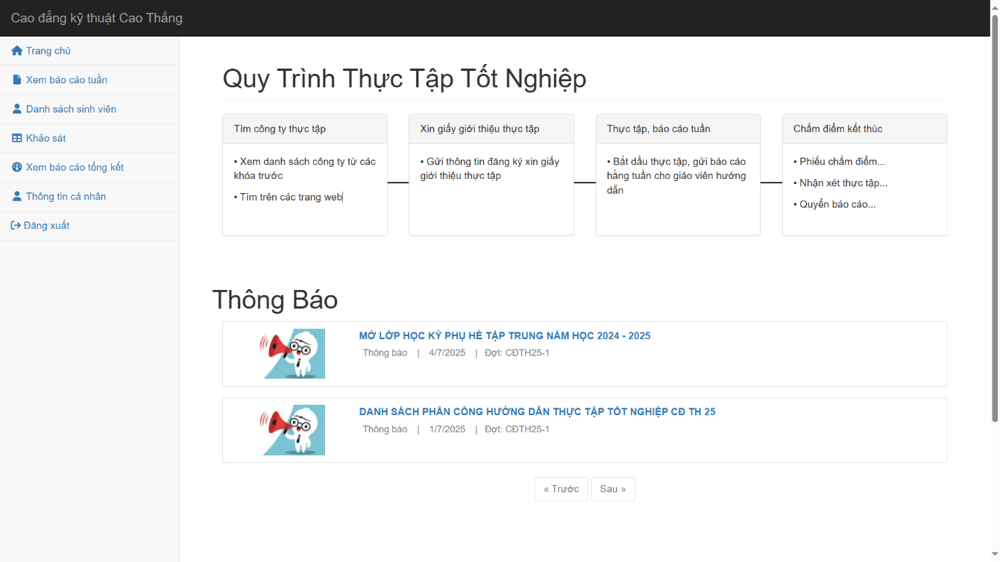 Cao đẳng kỹ thuật Cao Thắng
Trang chủ
Xem báo cáo tuần
Danh sách sinh viên
Khảo sát
Xem báo cáo tổng kết
Thông tin cá nhân
Đăng xuất
Quy Trình Thực Tập Tốt Nghiệp
Tìm công ty thực tập
• Xem danh sách công ty từ các
khóa trước
• Tìm trên các trang web
Xin giấy giới thiệu thực tập
• Gửi thông tin đăng ký xin giấy
giới thiệu thực tập
Thực tập, báo cáo tuần
• Bắt dầu thực tập, gửi báo cáo
hằng tuần cho giáo viên hướng
dẫn
Chấm điểm kết thúc
• Phiếu chấm điểm...
• Nhận xét thực tập...
• Quyển báo cáo...
Thông Báo
MỞ LỚP HỌC KỲ PHỤ HÈ TẬP TRUNG NĂM HỌC 2024 - 2025
Thông báo | 4/7/2025 | Đợt: CĐTH25-1
DANH SÁCH PHÂN CÔNG HƯỚNG DẪN THỰC TẬP TỐT NGHIỆP CĐ TH 25
Thông báo | 1/7/2025 | Đợt: CĐTH25-1
« Trước Sau »